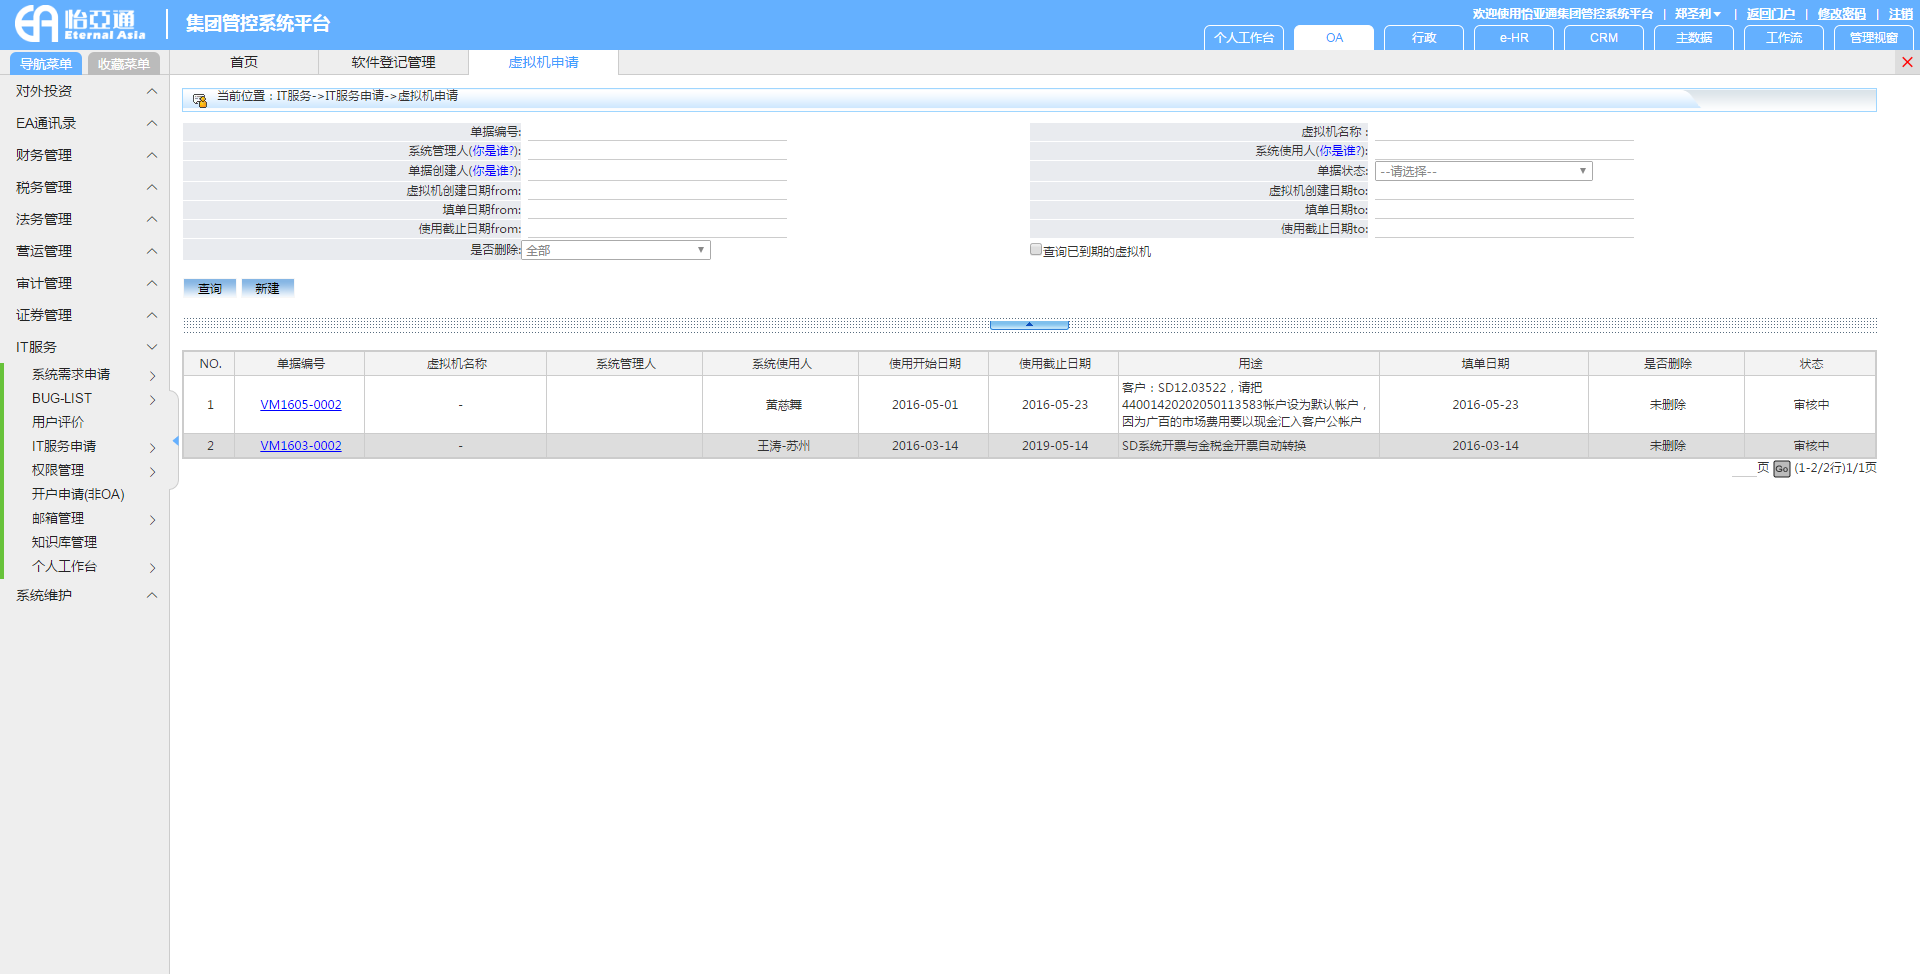 怡亞通
Eternal Asia
集团管控系统平台
欢迎使用怡亚通集团管控系统平台 | 郑圣利 | 返回门户 | 修改密码 | 注销
个人工作台 OA 行政 e-HR CRM 主数据 工作流 管理视窗
导航菜单 收藏菜单 首页 软件登记管理 虚拟机申请
对外投资
EA通讯录
财务管理
税务管理
法务管理
营运管理
审计管理
证券管理
IT服务
系统需求申请
BUG-LIST
用户评价
IT服务申请
权限管理
开户申请(非OA)
邮箱管理
知识库管理
个人工作台
系统维护
当前位置：IT服务->IT服务申请->虚拟机申请
单据编号: 虚拟机名称 :
系统管理人(你是谁?): 系统使用人(你是谁?):
单据创建人(你是谁?): 单据状态: --请选择--
虚拟机创建日期from: 虚拟机创建日期to:
填单日期from: 填单日期to:
使用截止日期from: 使用截止日期to:
是否删除: 全部 查询已到期的虚拟机
查询 新建
NO. 单据编号 虚拟机名称 系统管理人 系统使用人 使用开始日期 使用截止日期 用途 填单日期 是否删除 状态
1 VM1605-0002 - 黄慈舞 2016-05-01 2016-05-23 客户：SD12.03522，请把
44001420202050113583帐户设为默认帐户，
因为广百的市场费用要以现金汇入客户公帐户 2016-05-23 未删除 审核中
2 VM1603-0002 - 王涛-苏州 2016-03-14 2019-05-14 SD系统开票与金税金开票自动转换 2016-03-14 未删除 审核中
页 Go (1-2/2行)1/1页